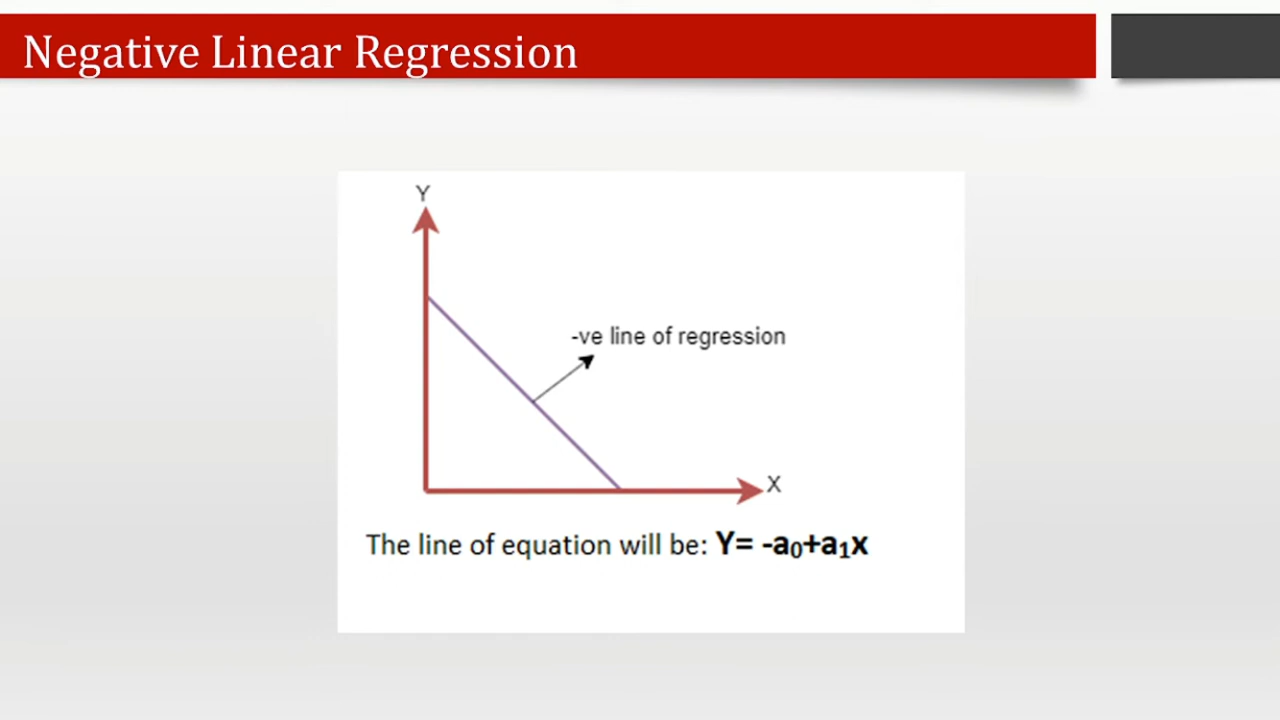 Negative Linear Regression
Y
-ve line of regression
X
The line of equation will be: Y= -a₀+a₁x